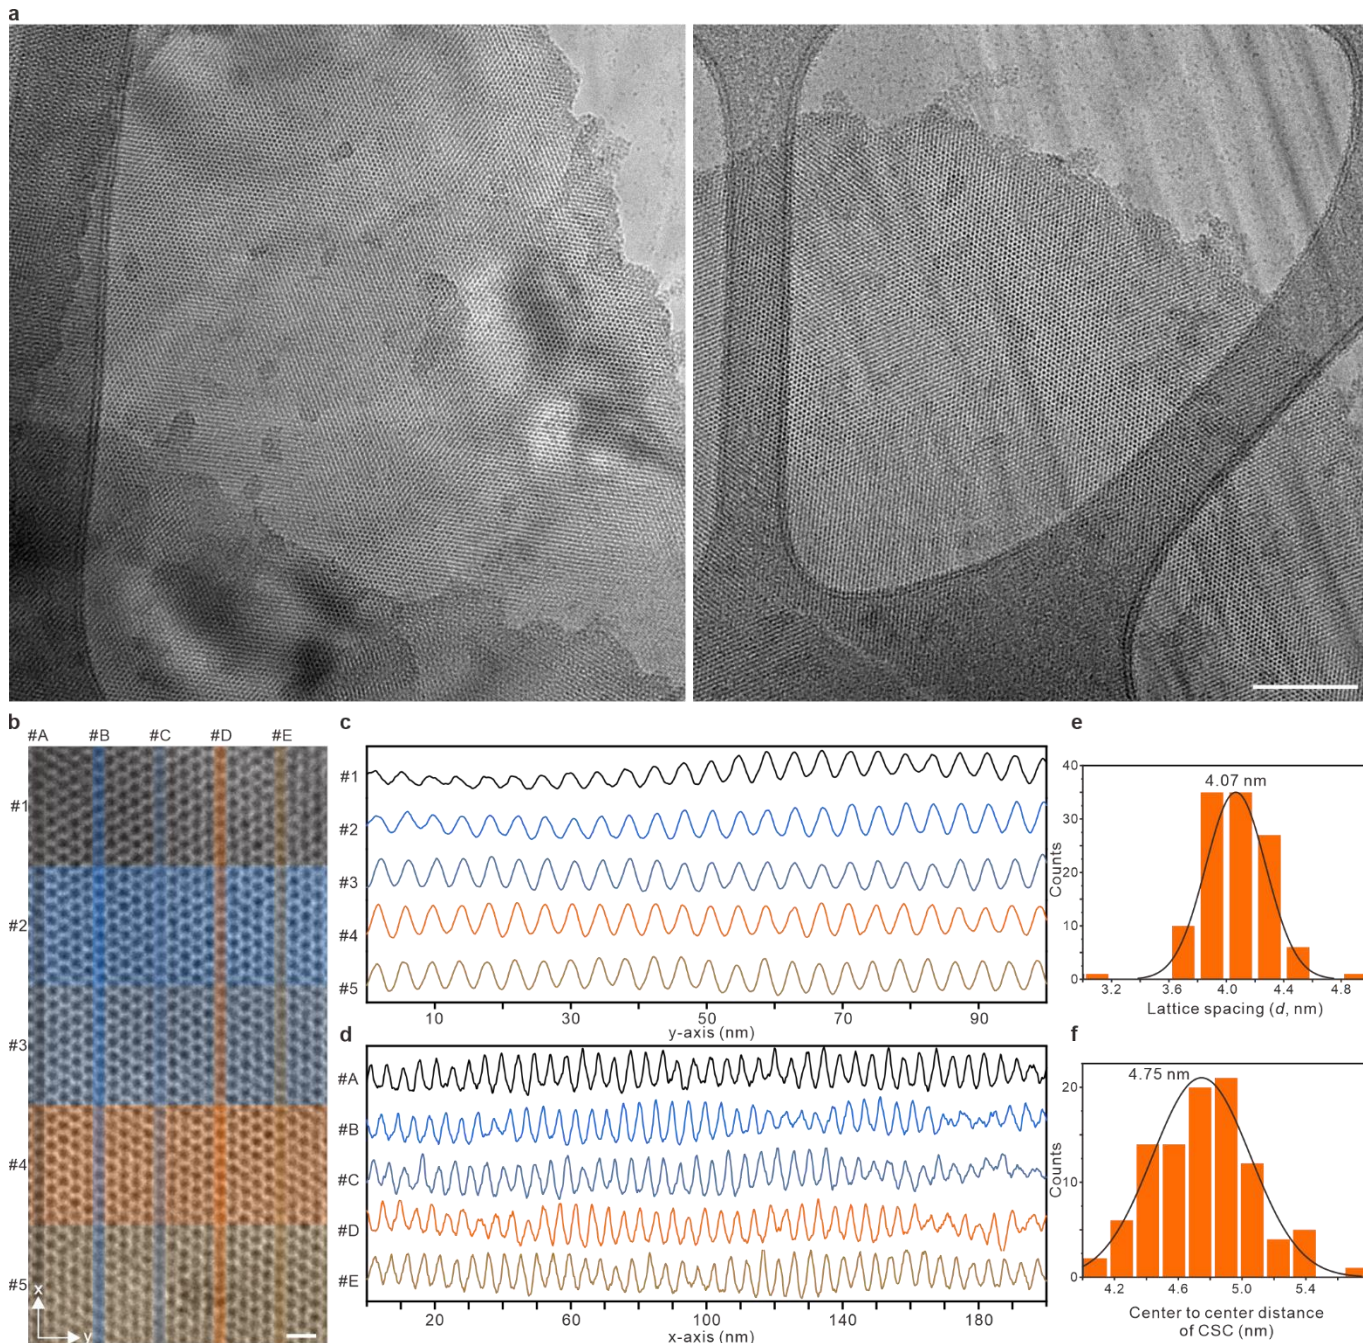 a
b
#A
#B
#C
#D
#E
#1
#2
#3
#4
#5
x
y
c
#1
#2
#3
#4
#5
10
30
50
70
90
y-axis (nm)
d
#A
#B
#C
#D
#E
20
60
100
140
180
x-axis (nm)
e
4.07 nm
40
30
20
10
0
Counts
3.2
3.6
4.0
4.4
4.8
Lattice spacing (d, nm)
f
4.75 nm
20
10
0
Counts
4.2
4.6
5.0
5.4
Center to center distance
of CSC (nm)